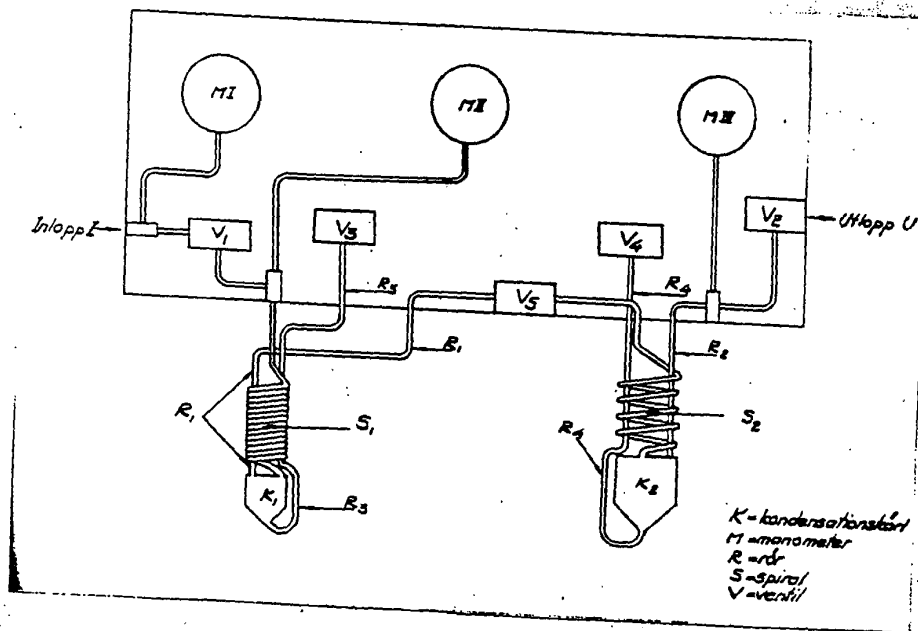 MI
MII
MIII
Inlopp I
V1
V3
V4
V2
Utlopp U
R3
V5
R4
R1
R2
R1
S1
S2
R4
K1
K2
R3
K=kondensationskärl
M=manometer
R=rör
S=spiral
V=ventil